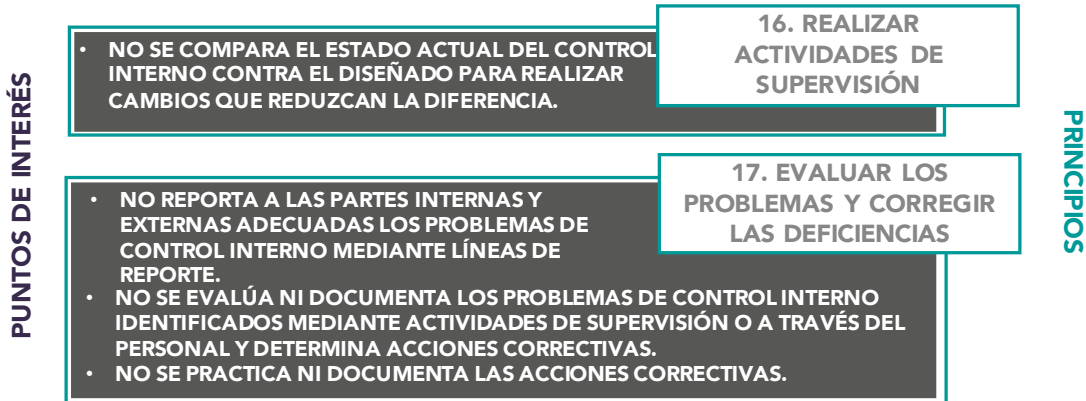 PUNTOS DE INTERÉS
• NO SE COMPARA EL ESTADO ACTUAL DEL CONTROL
INTERNO CONTRA EL DISEÑADO PARA REALIZAR
CAMBIOS QUE REDUZCAN LA DIFERENCIA.
16. REALIZAR
ACTIVIDADES DE
SUPERVISIÓN
• NO REPORTA A LAS PARTES INTERNAS Y
EXTERNAS ADECUADAS LOS PROBLEMAS DE
CONTROL INTERNO MEDIANTE LÍNEAS DE
REPORTE.
• NO SE EVALÚA NI DOCUMENTA LOS PROBLEMAS DE CONTROL INTERNO
IDENTIFICADOS MEDIANTE ACTIVIDADES DE SUPERVISIÓN O A TRAVÉS DEL
PERSONAL Y DETERMINA ACCIONES CORRECTIVAS.
• NO SE PRACTICA NI DOCUMENTA LAS ACCIONES CORRECTIVAS.
17. EVALUAR LOS
PROBLEMAS Y CORREGIR
LAS DEFICIENCIAS
PRINCIPIOS